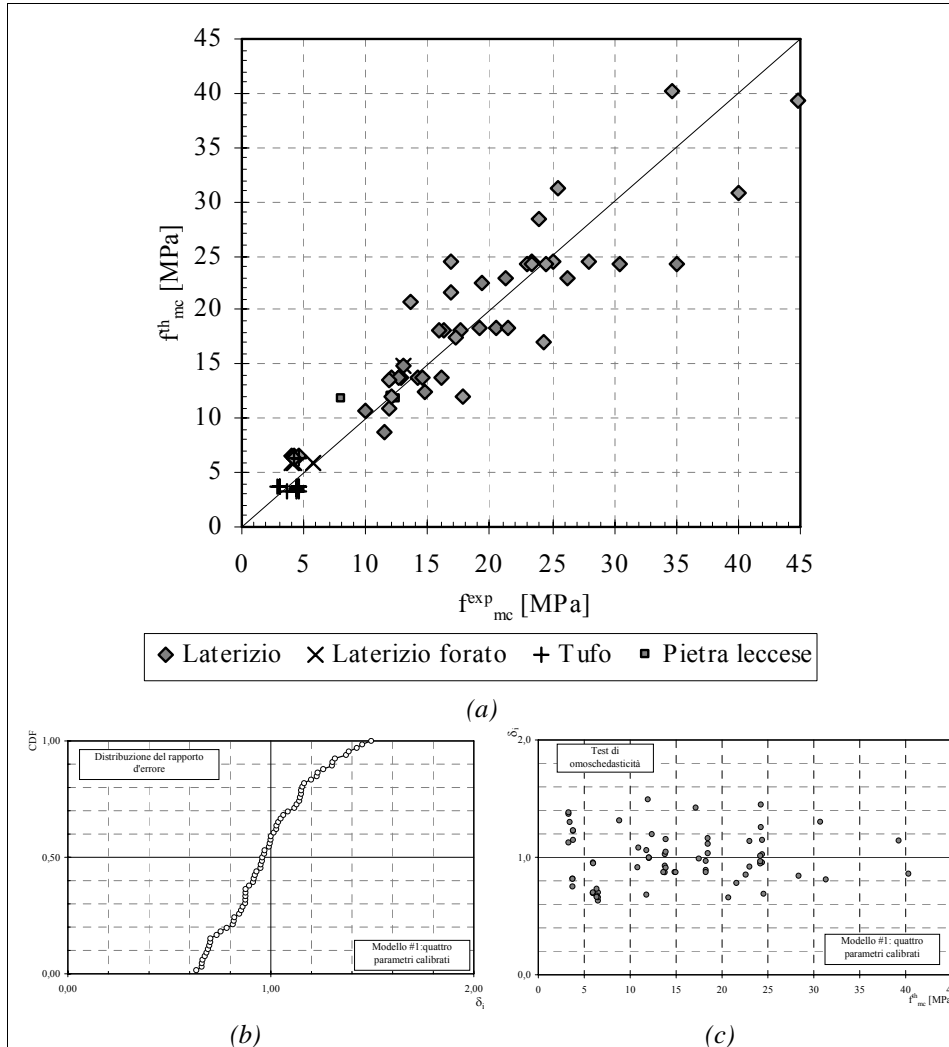 45
40
35
30
25
20
15
10
5
0
f^th_mc [MPa]
0 5 10 15 20 25 30 35 40 45
f^exp_mc [MPa]
Laterizio Laterizio forato Tufo Pietra leccese
(a)
CDF
1,00
0,50
0,00
Distribuzione del rapporto
d'errore
Modello #1:quattro
parametri calibrati
0,00 1,00 2,00
δi
(b)
δi
2,0
1,0
0,0
Test di
omoschedasticità
Modello #1: quattro
parametri calibrati
0 5 10 15 20 25 30 35 40 45
f^th_mc [MPa]
(c)